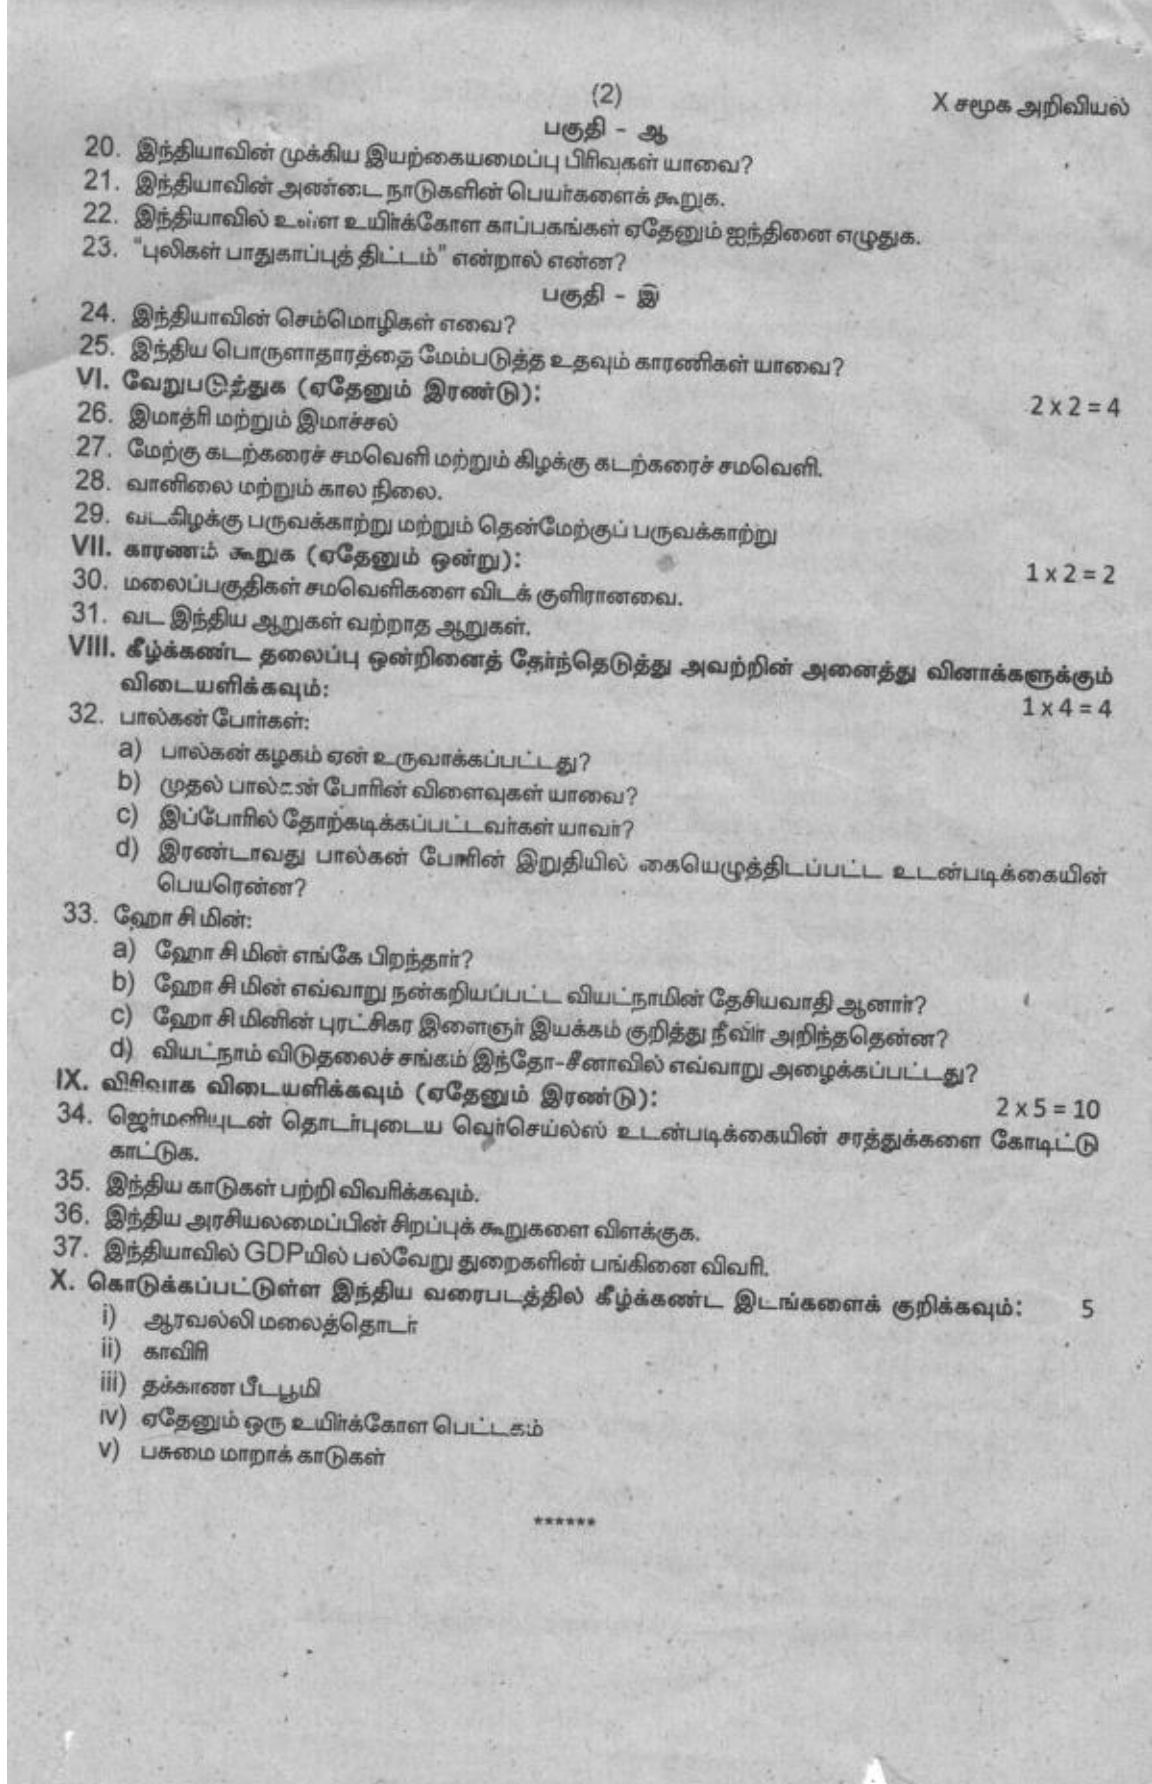 (2)
X சமூக அறிவியல்
பகுதி - ஆ
20. இந்தியாவின் முக்கிய இயற்கையமைப்பு பிரிவுகள் யாவை?
21. இந்தியாவின் அண்டை நாடுகளின் பெயர்களைக் கூறுக.
22. இந்தியாவில் உள்ள உயிர்க்கோள காப்பகங்கள் ஏதேனும் ஐந்தினை எழுதுக.
23. “புலிகள் பாதுகாப்புத் திட்டம்” என்றால் என்ன?
பகுதி - இ
24. இந்தியாவின் செம்மொழிகள் எவை?
25. இந்திய பொருளாதாரத்தை மேம்படுத்த உதவும் காரணிகள் யாவை?
VI. வேறுபடுத்துக (ஏதேனும் இரண்டு): 2 x 2 = 4
26. இமாத்ரி மற்றும் இமாச்சல்
27. மேற்கு கடற்கரைச் சமவெளி மற்றும் கிழக்கு கடற்கரைச் சமவெளி.
28. வானிலை மற்றும் கால நிலை.
29. வடகிழக்கு பருவக்காற்று மற்றும் தென்மேற்குப் பருவக்காற்று
VII. காரணம் கூறுக (ஏதேனும் ஒன்று): 1 x 2 = 2
30. மலைப்பகுதிகள் சமவெளிகளை விடக் குளிரானவை.
31. வட இந்திய ஆறுகள் வற்றாத ஆறுகள்.
VIII. கீழ்க்கண்ட தலைப்பு ஒன்றினைத் தேர்ந்தெடுத்து அவற்றின் அனைத்து வினாக்களுக்கும்
விடையளிக்கவும்: 1 x 4 = 4
32. பால்கன் போர்கள்:
a) பால்கன் கழகம் ஏன் உருவாக்கப்பட்டது?
b) முதல் பால்கன் போரின் விளைவுகள் யாவை?
c) இப்போரில் தோற்கடிக்கப்பட்டவர்கள் யாவர்?
d) இரண்டாவது பால்கன் போரின் இறுதியில் கையெழுத்திடப்பட்ட உடன்படிக்கையின்
பெயரென்ன?
33. ஹோ சி மின்:
a) ஹோ சி மின் எங்கே பிறந்தார்?
b) ஹோ சி மின் எவ்வாறு நன்கறியப்பட்ட வியட்நாமின் தேசியவாதி ஆனார்?
c) ஹோ சி மினின் புரட்சிகர இளைஞர் இயக்கம் குறித்து நீவிர் அறிந்ததென்ன?
d) வியட்நாம் விடுதலைச் சங்கம் இந்தோ-சீனாவில் எவ்வாறு அழைக்கப்பட்டது?
IX. விரிவாக விடையளிக்கவும் (ஏதேனும் இரண்டு): 2 x 5 = 10
34. ஜெர்மனியுடன் தொடர்புடைய வெர்செய்ல்ஸ் உடன்படிக்கையின் சரத்துக்களை கோடிட்டு
காட்டுக.
35. இந்திய காடுகள் பற்றி விவரிக்கவும்.
36. இந்திய அரசியலமைப்பின் சிறப்புக் கூறுகளை விளக்குக.
37. இந்தியாவில் GDPயில் பல்வேறு துறைகளின் பங்கினை விவரி.
X. கொடுக்கப்பட்டுள்ள இந்திய வரைபடத்தில் கீழ்க்கண்ட இடங்களைக் குறிக்கவும்: 5
i) ஆரவல்லி மலைத்தொடர்
ii) காவிரி
iii) தக்காண பீடபூமி
iv) ஏதேனும் ஒரு உயிர்க்கோள பெட்டகம்
v) பசுமை மாறாக் காடுகள்
******